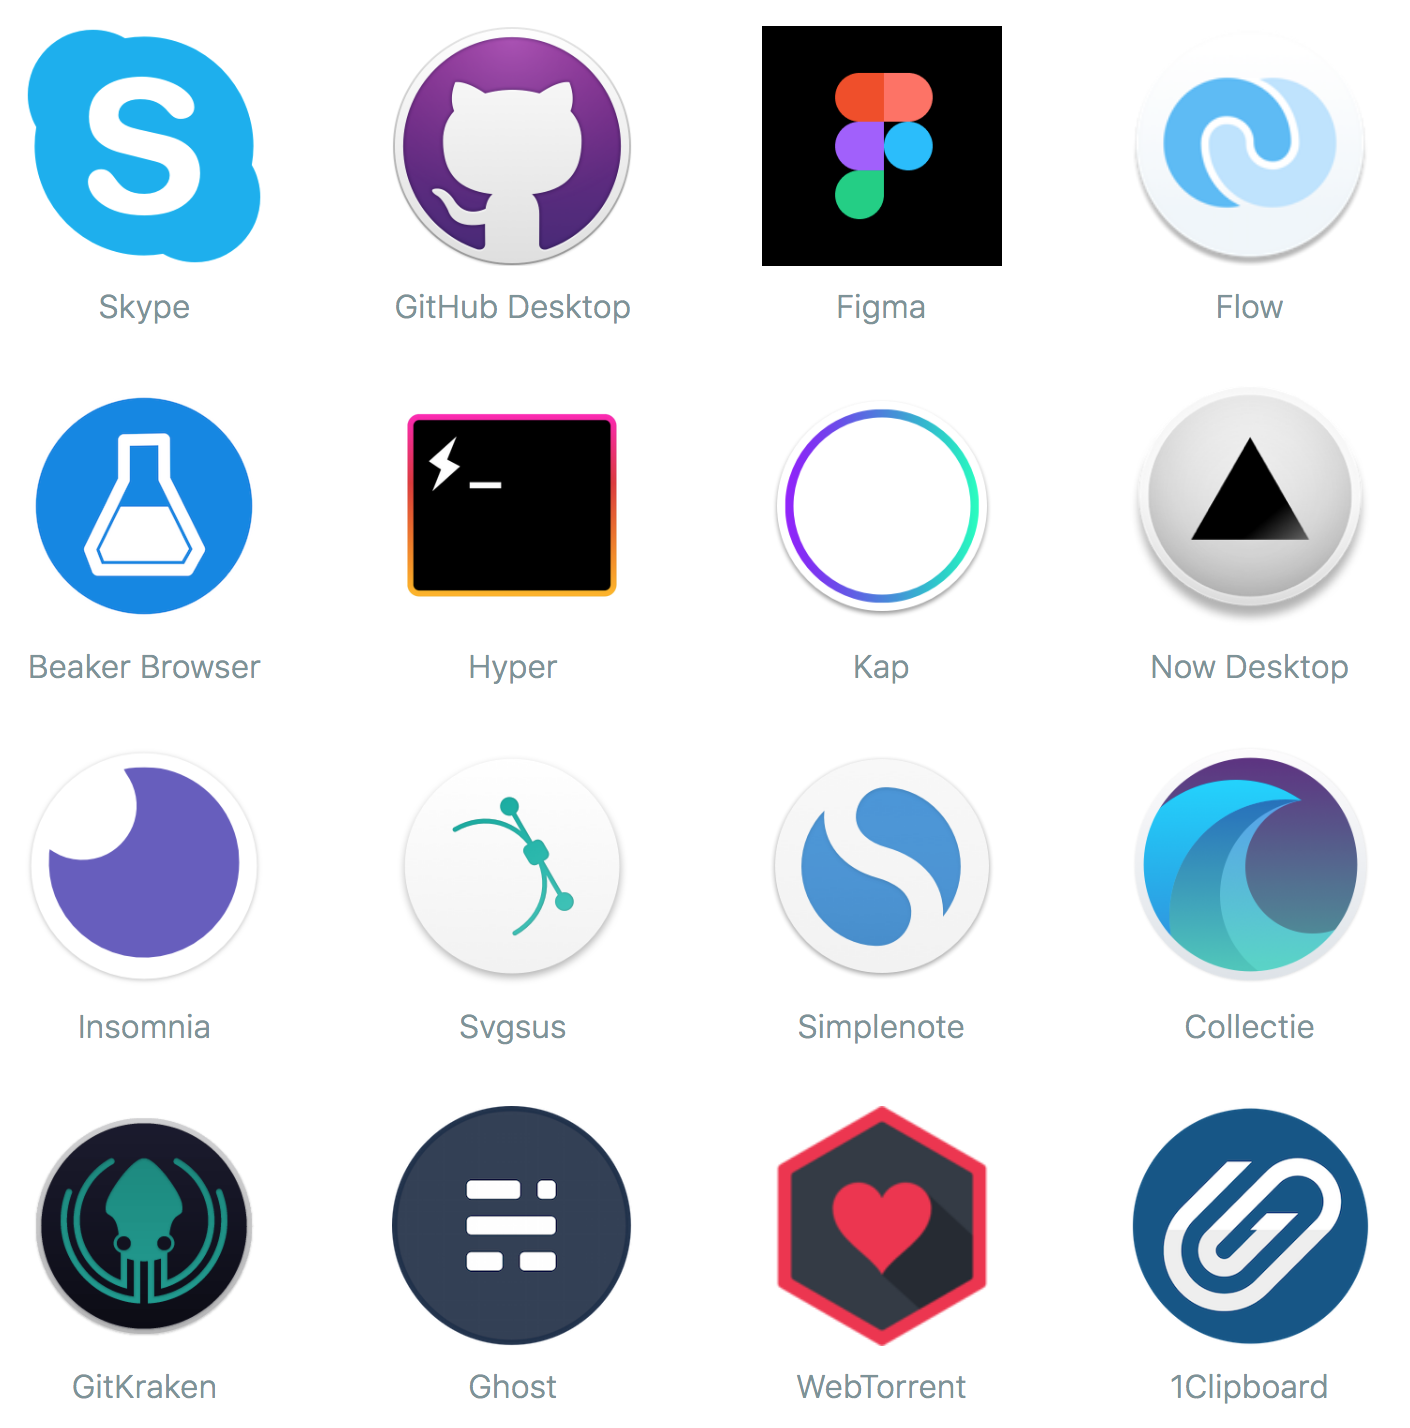 Skype
GitHub Desktop
Figma
Flow
Beaker Browser
Hyper
Kap
Now Desktop
Insomnia
Svgsus
Simplenote
Collectie
GitKraken
Ghost
WebTorrent
1Clipboard